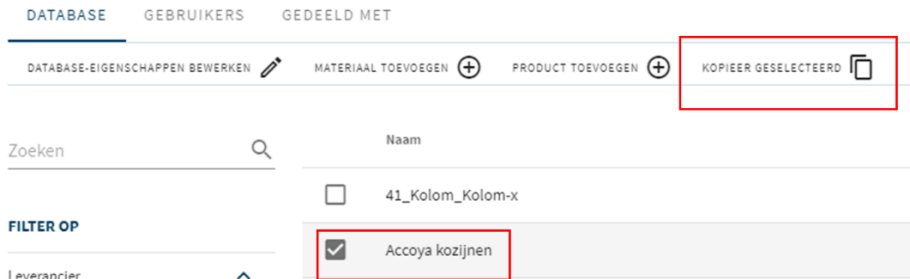 DATABASE GEBRUIKERS GEDEELD MET
DATABASE-EIGENSCHAPPEN BEWERKEN MATERIAAL TOEVOEGEN PRODUCT TOEVOEGEN KOPIEER GESELECTEERD
Zoeken
Naam
41_Kolom_Kolom-x
FILTER OP
Accoya kozijnen
Leverancier